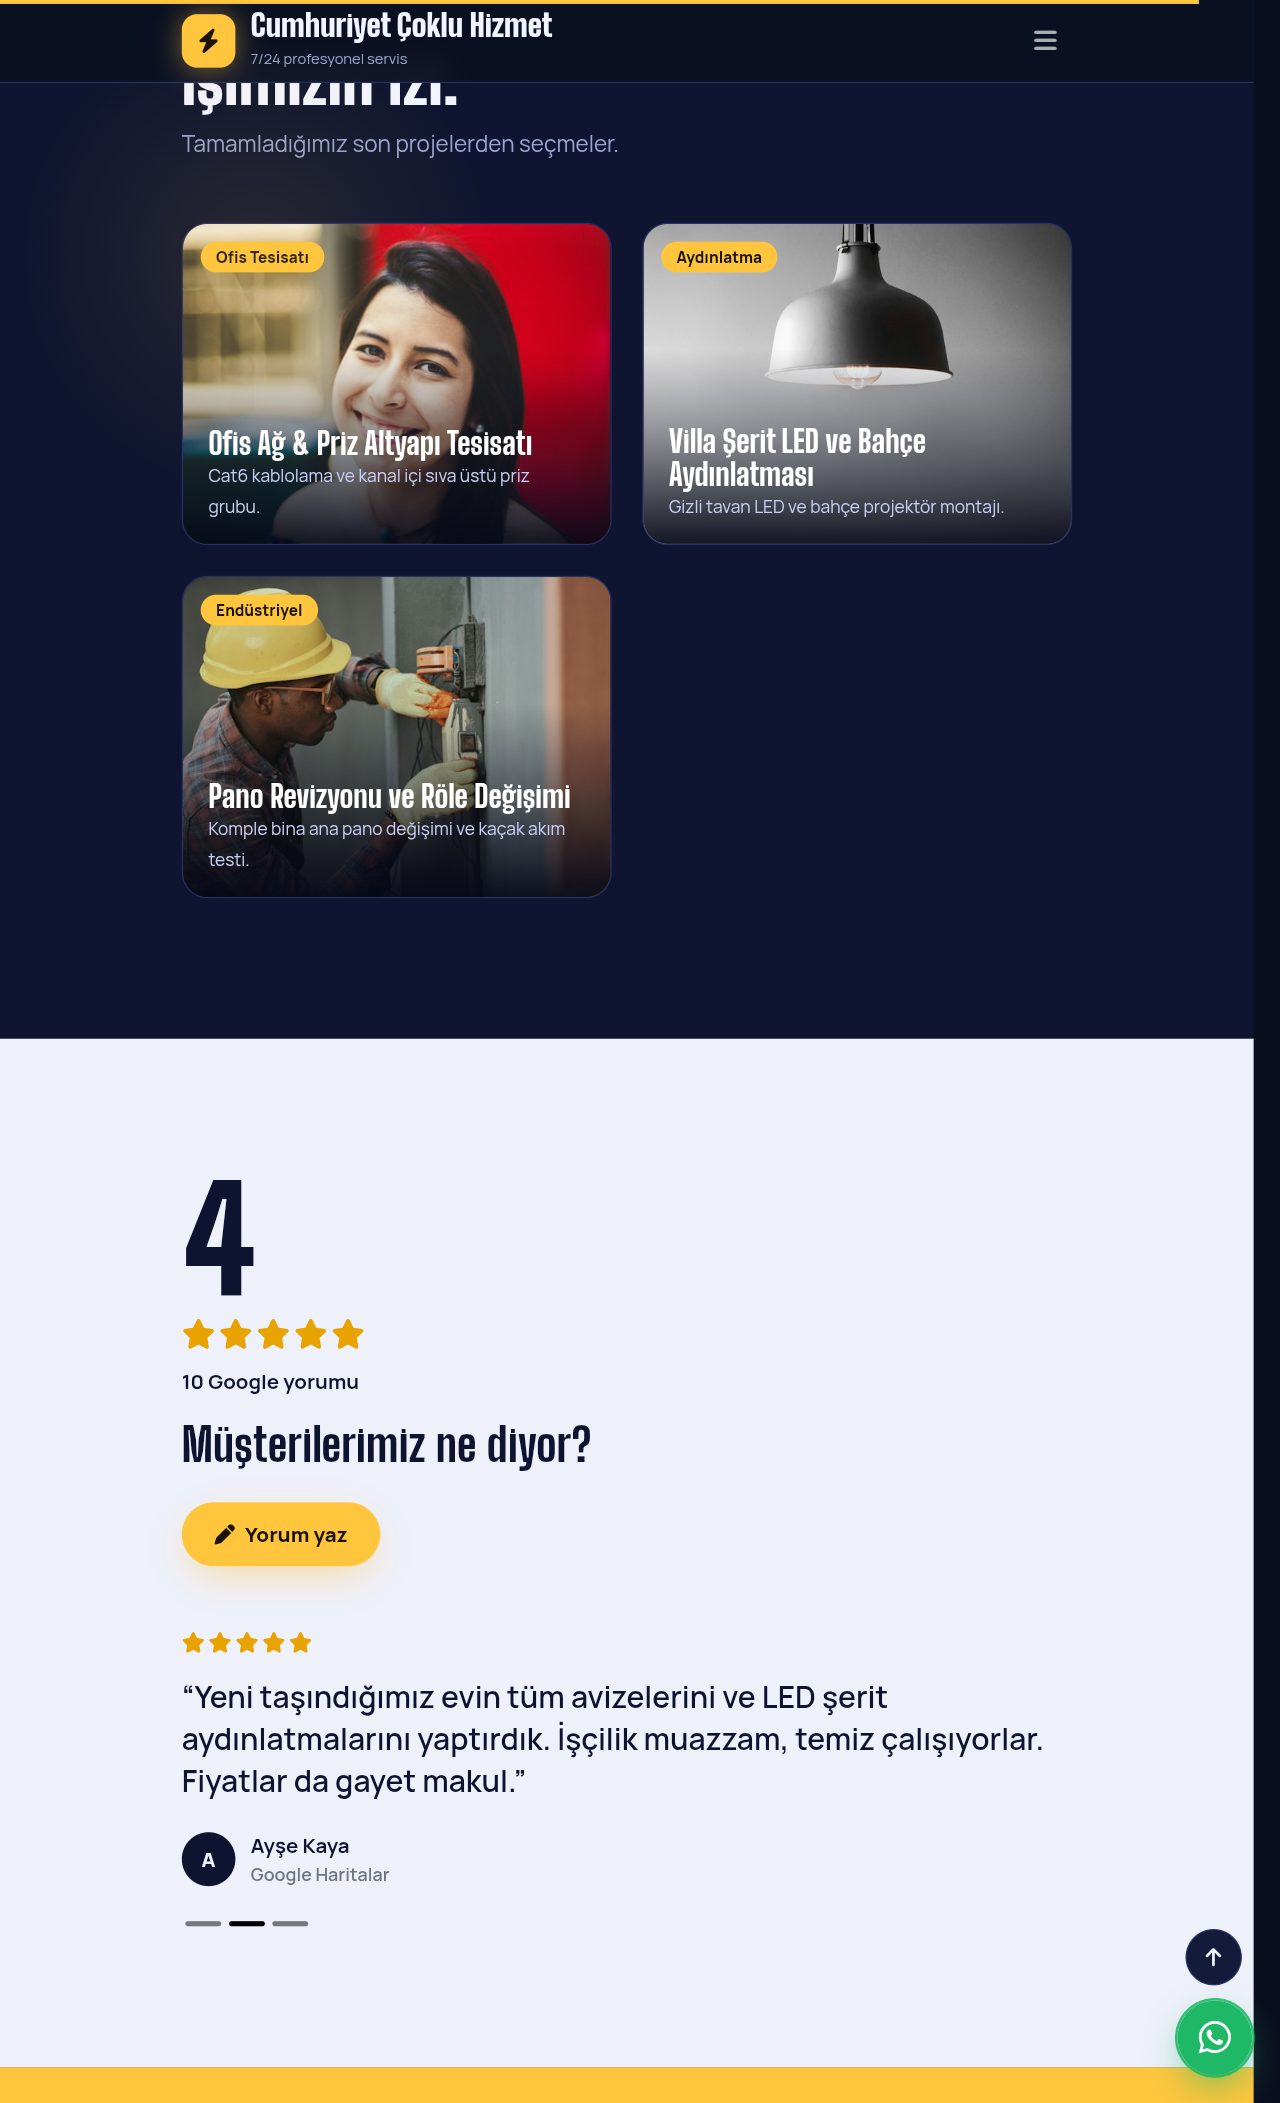 Cumhuriyet Çoklu Hizmet
7/24 profesyonel servis
işimizin izi.
Tamamladığımız son projelerden seçmeler.
Ofis Tesisatı
Ofis Ağ & Priz Altyapı Tesisatı
Cat6 kablolama ve kanal içi sıva üstü priz
grubu.
Aydınlatma
Villa Şerit LED ve Bahçe
Aydınlatması
Gizli tavan LED ve bahçe projektör montajı.
Endüstriyel
Pano Revizyonu ve Röle Değişimi
Komple bina ana pano değişimi ve kaçak akım
testi.
4
10 Google yorumu
Müşterilerimiz ne diyor?
Yorum yaz
“Yeni taşındığımız evin tüm avizelerini ve LED şerit
aydınlatmalarını yaptırdık. İşçilik muazzam, temiz çalışıyorlar.
Fiyatlar da gayet makul.”
A
Ayşe Kaya
Google Haritalar